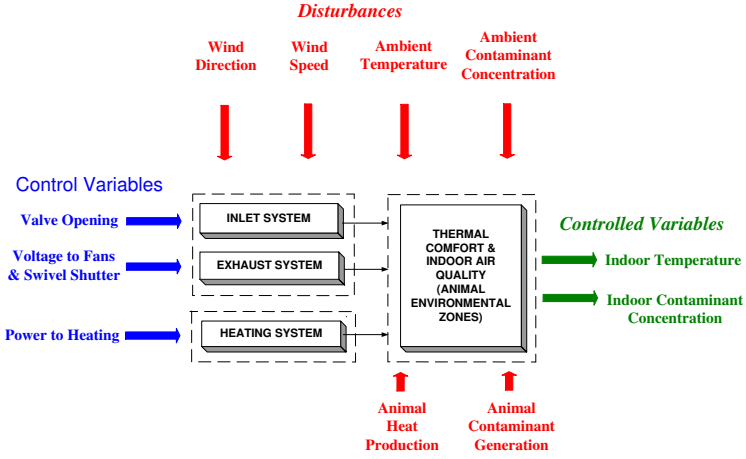 Disturbances
Wind
Direction
Wind
Speed
Ambient
Temperature
Ambient
Contaminant
Concentration
Control Variables
Valve Opening
Voltage to Fans
& Swivel Shutter
Power to Heating
INLET SYSTEM
EXHAUST SYSTEM
HEATING SYSTEM
THERMAL
COMFORT &
INDOOR AIR
QUALITY
(ANIMAL
ENVIRONMENTAL
ZONES)
Controlled Variables
Indoor Temperature
Indoor Contaminant
Concentration
Animal
Heat
Production
Animal
Contaminant
Generation